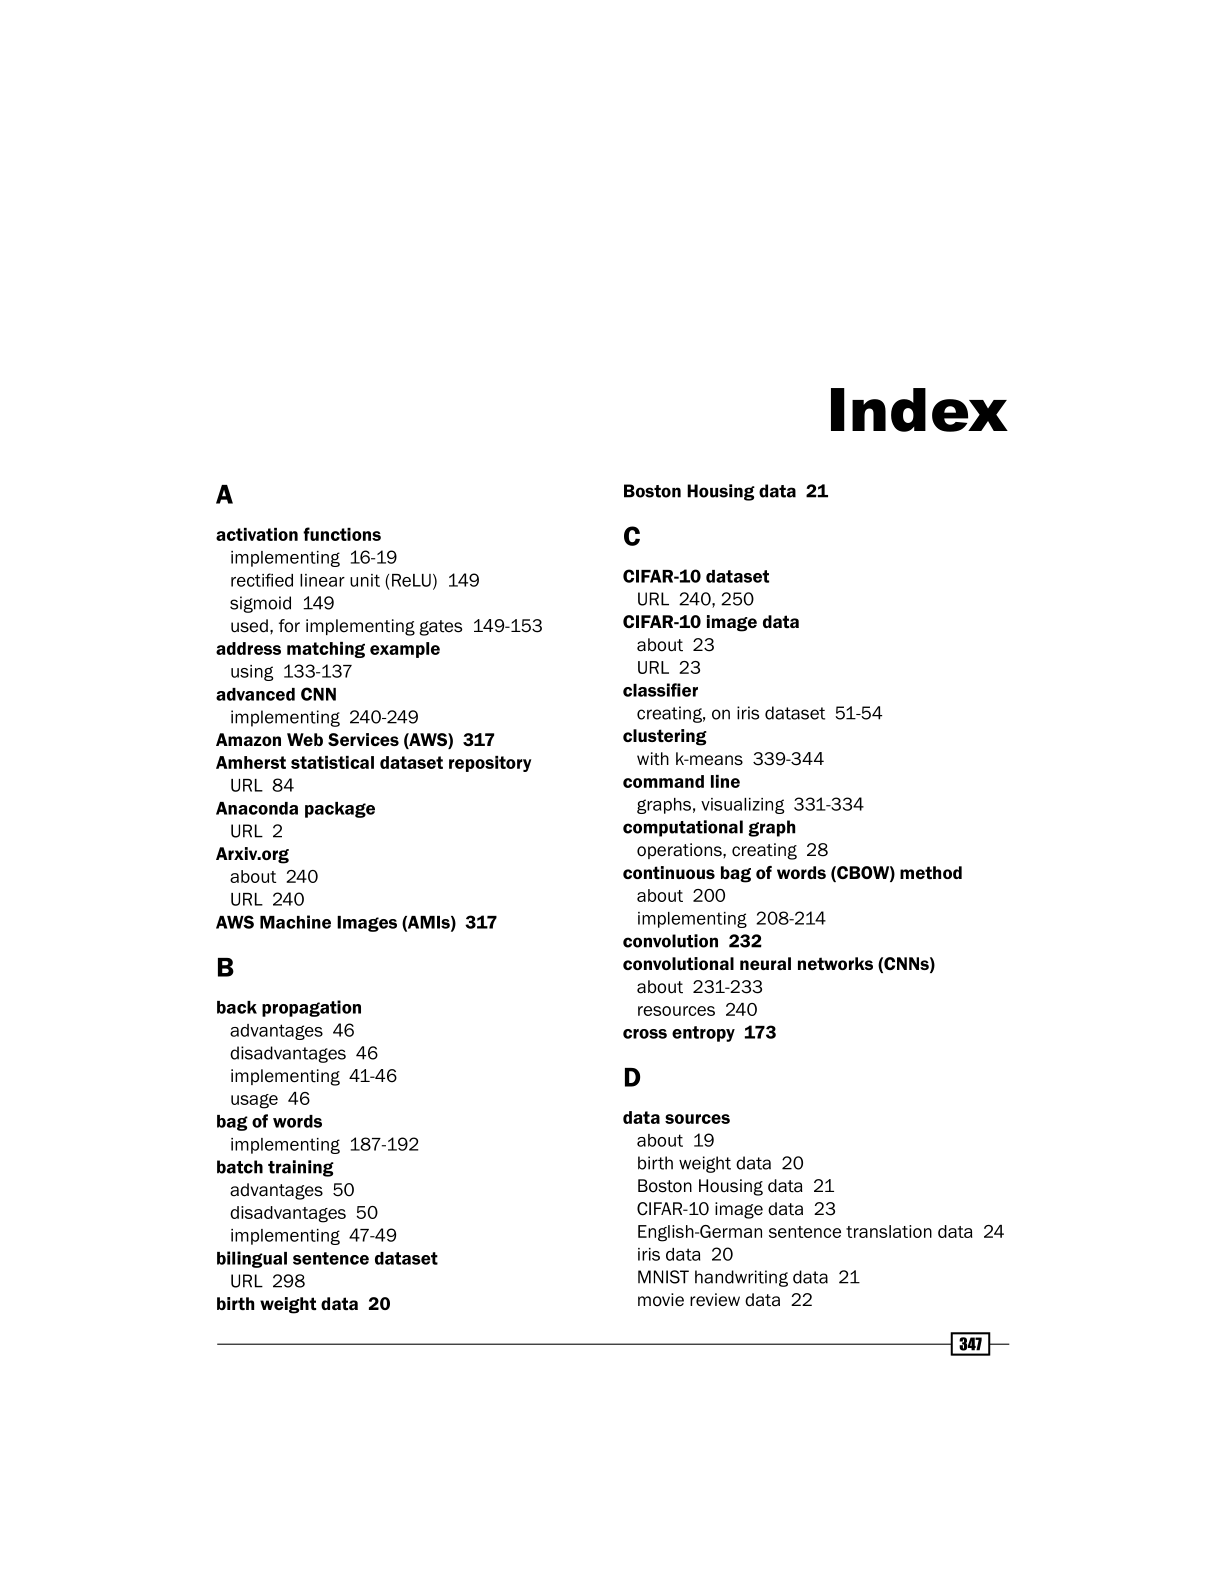 Index
A
activation functions
implementing 16-19
rectified linear unit (ReLU) 149
sigmoid 149
used, for implementing gates 149-153
address matching example
using 133-137
advanced CNN
implementing 240-249
Amazon Web Services (AWS) 317
Amherst statistical dataset repository
URL 84
Anaconda package
URL 2
Arxiv.org
about 240
URL 240
AWS Machine Images (AMIs) 317
B
back propagation
advantages 46
disadvantages 46
implementing 41-46
usage 46
bag of words
implementing 187-192
batch training
advantages 50
disadvantages 50
implementing 47-49
bilingual sentence dataset
URL 298
birth weight data 20
Boston Housing data 21
C
CIFAR-10 dataset
URL 240, 250
CIFAR-10 image data
about 23
URL 23
classifier
creating, on iris dataset 51-54
clustering
with k-means 339-344
command line
graphs, visualizing 331-334
computational graph
operations, creating 28
continuous bag of words (CBOW) method
about 200
implementing 208-214
convolution 232
convolutional neural networks (CNNs)
about 231-233
resources 240
cross entropy 173
D
data sources
about 19
birth weight data 20
Boston Housing data 21
CIFAR-10 image data 23
English-German sentence translation data 24
iris data 20
MNIST handwriting data 21
movie review data 22
347